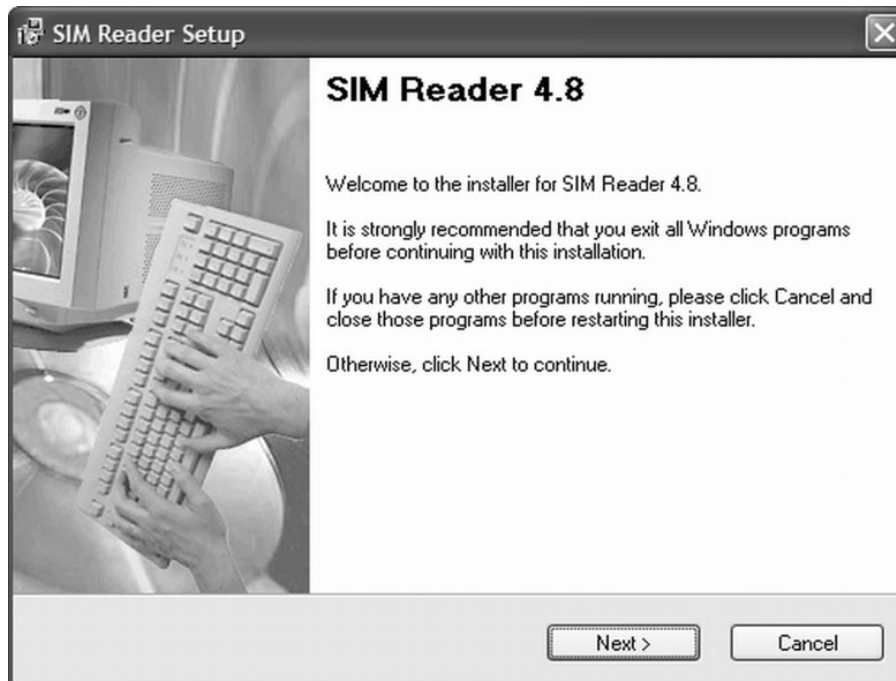 SIM Reader Setup
SIM Reader 4.8
Welcome to the installer for SIM Reader 4.8.
It is strongly recommended that you exit all Windows programs
before continuing with this installation.
If you have any other programs running, please click Cancel and
close those programs before restarting this installer.
Otherwise, click Next to continue.
Next >
Cancel